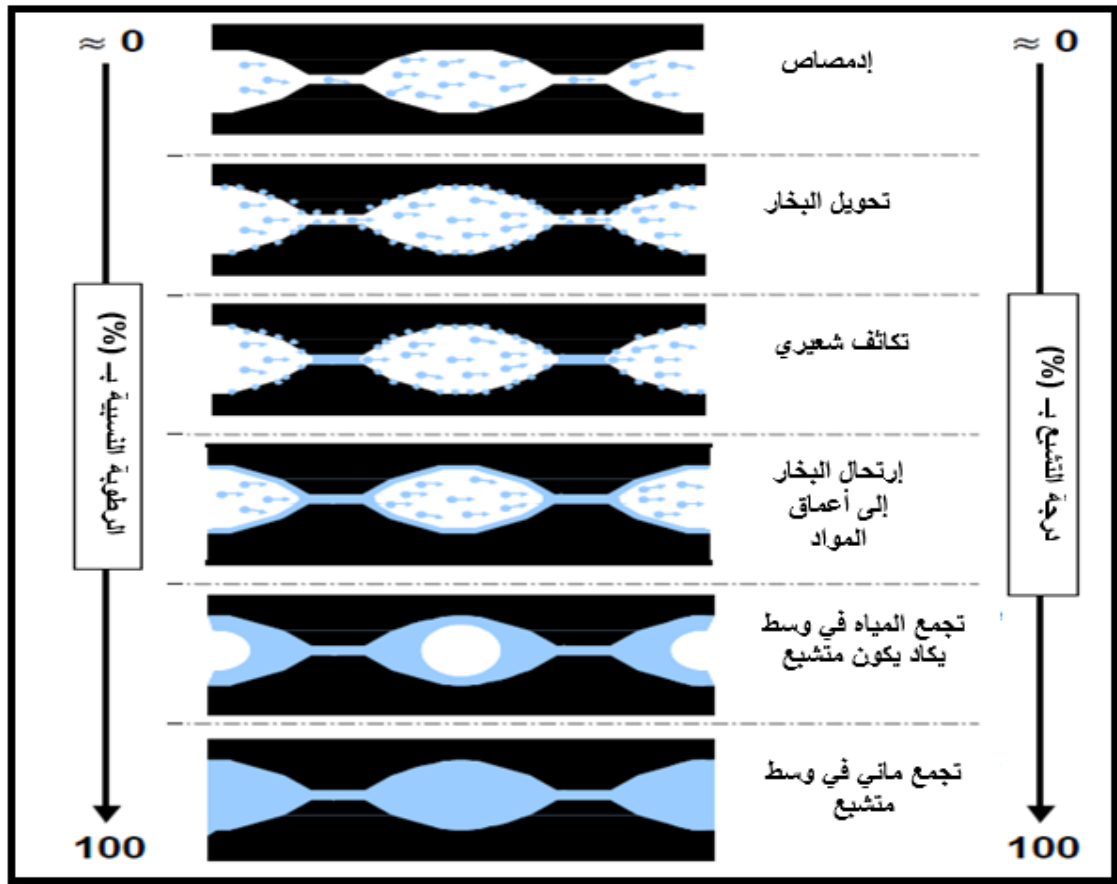 ≈ 0
≈ 0
إدمصاص
تحويل البخار
تكاثف شعيري
إرتحال البخار
إلى أعماق
المواد
تجمع المياه في وسط
يكاد يكون متشبع
تجمع مائي في وسط
متشبع
درجة التشبع بـ (%)
الرطوبة النسبية بـ (%)
100
100